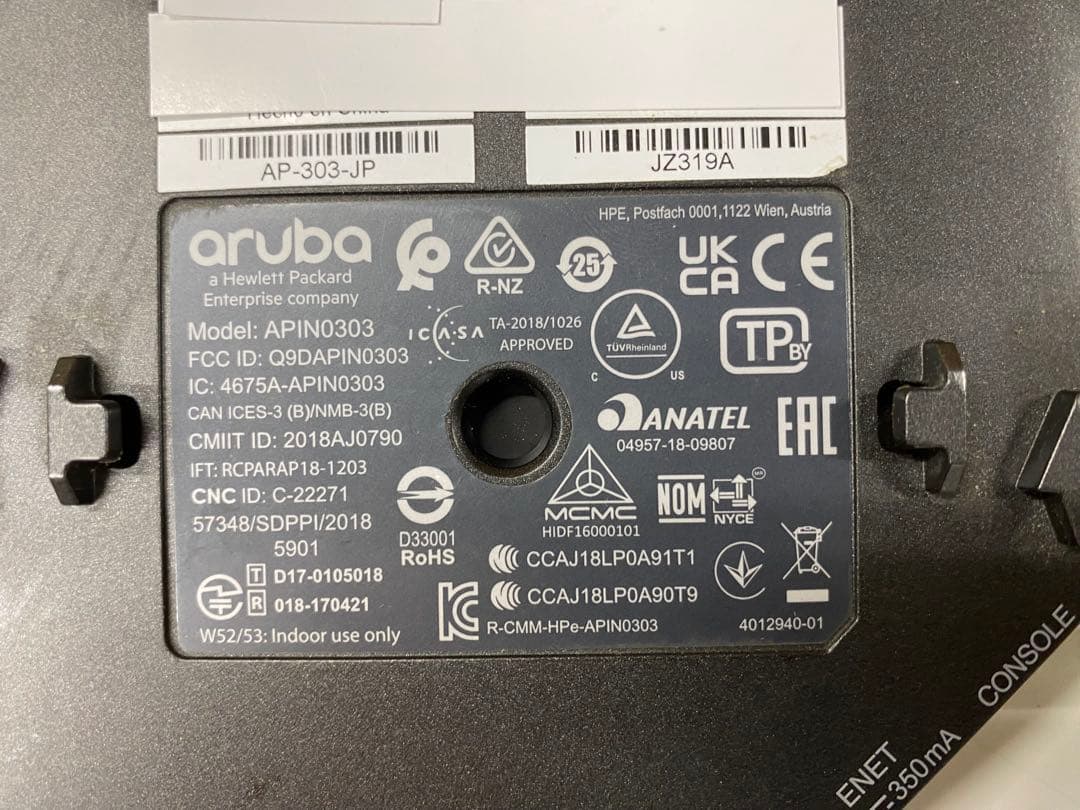 Hecho en China
AP-303-JP
JZ319A
HPE, Postfach 0001,1122 Wien, Austria
aruba
a Hewlett Packard
Enterprise company
R-NZ
25
UK
CA
CE
Model: APIN0303
FCC ID: Q9DAPIN0303
IC: 4675A-APIN0303
CAN ICES-3 (B)/NMB-3(B)
CMIIT ID: 2018AJ0790
IFT: RCPARAP18-1203
CNC ID: C-22271
57348/SDPPI/2018
5901
T D17-0105018
R 018-170421
W52/53: Indoor use only
ICASA
TA-2018/1026
APPROVED
TÜVRheinland
C US
TP
BY
ANATEL
04957-18-09807
EAC
D33001
RoHS
MCMC
HIDF16000101
NOM
NYCE
CCAJ18LP0A91T1
CCAJ18LP0A90T9
KC
R-CMM-HPe-APIN0303
4012940-01
CONSOLE
ENET
350mA